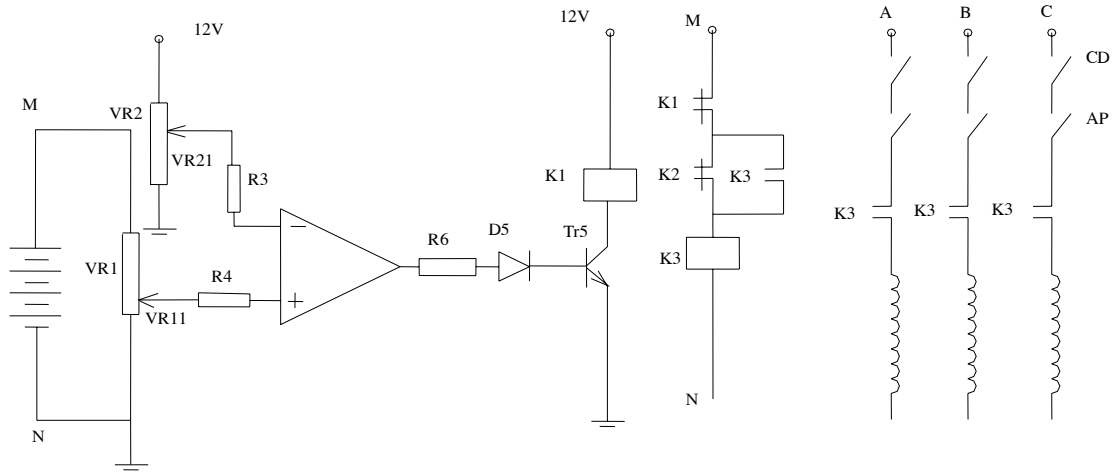 12V
12V
M
A
B
C
M
VR2
VR21
R3
K1
K2
K3
K1
CD
AP
K3
K3
K3
VR1
VR11
R4
R6
D5
Tr5
K3
N
N